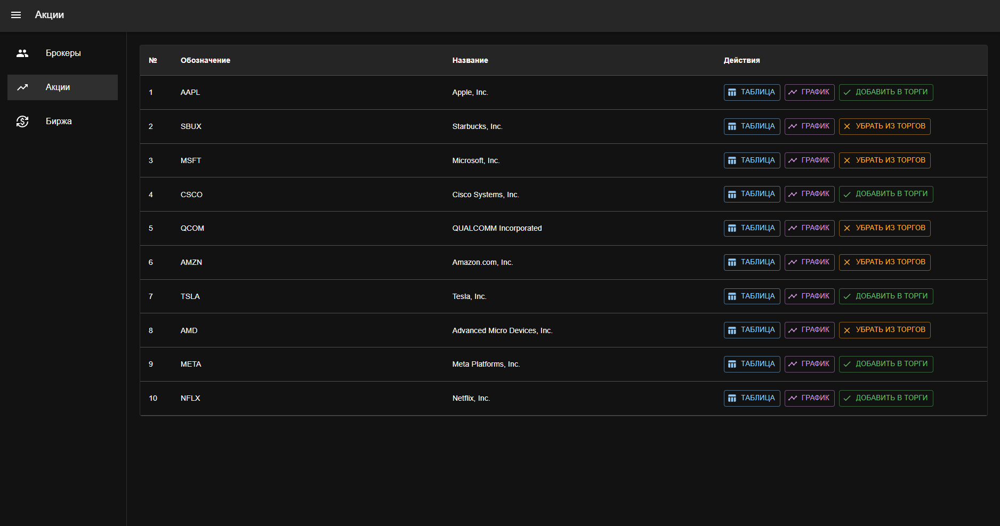 Акции
Брокеры
Акции
Биржа
№ Обозначение Название Действия
1 AAPL Apple, Inc. ТАБЛИЦА ГРАФИК ДОБАВИТЬ В ТОРГИ
2 SBUX Starbucks, Inc. ТАБЛИЦА ГРАФИК УБРАТЬ ИЗ ТОРГОВ
3 MSFT Microsoft, Inc. ТАБЛИЦА ГРАФИК УБРАТЬ ИЗ ТОРГОВ
4 CSCO Cisco Systems, Inc. ТАБЛИЦА ГРАФИК ДОБАВИТЬ В ТОРГИ
5 QCOM QUALCOMM Incorporated ТАБЛИЦА ГРАФИК УБРАТЬ ИЗ ТОРГОВ
6 AMZN Amazon.com, Inc. ТАБЛИЦА ГРАФИК УБРАТЬ ИЗ ТОРГОВ
7 TSLA Tesla, Inc. ТАБЛИЦА ГРАФИК ДОБАВИТЬ В ТОРГИ
8 AMD Advanced Micro Devices, Inc. ТАБЛИЦА ГРАФИК УБРАТЬ ИЗ ТОРГОВ
9 META Meta Platforms, Inc. ТАБЛИЦА ГРАФИК ДОБАВИТЬ В ТОРГИ
10 NFLX Netflix, Inc. ТАБЛИЦА ГРАФИК ДОБАВИТЬ В ТОРГИ